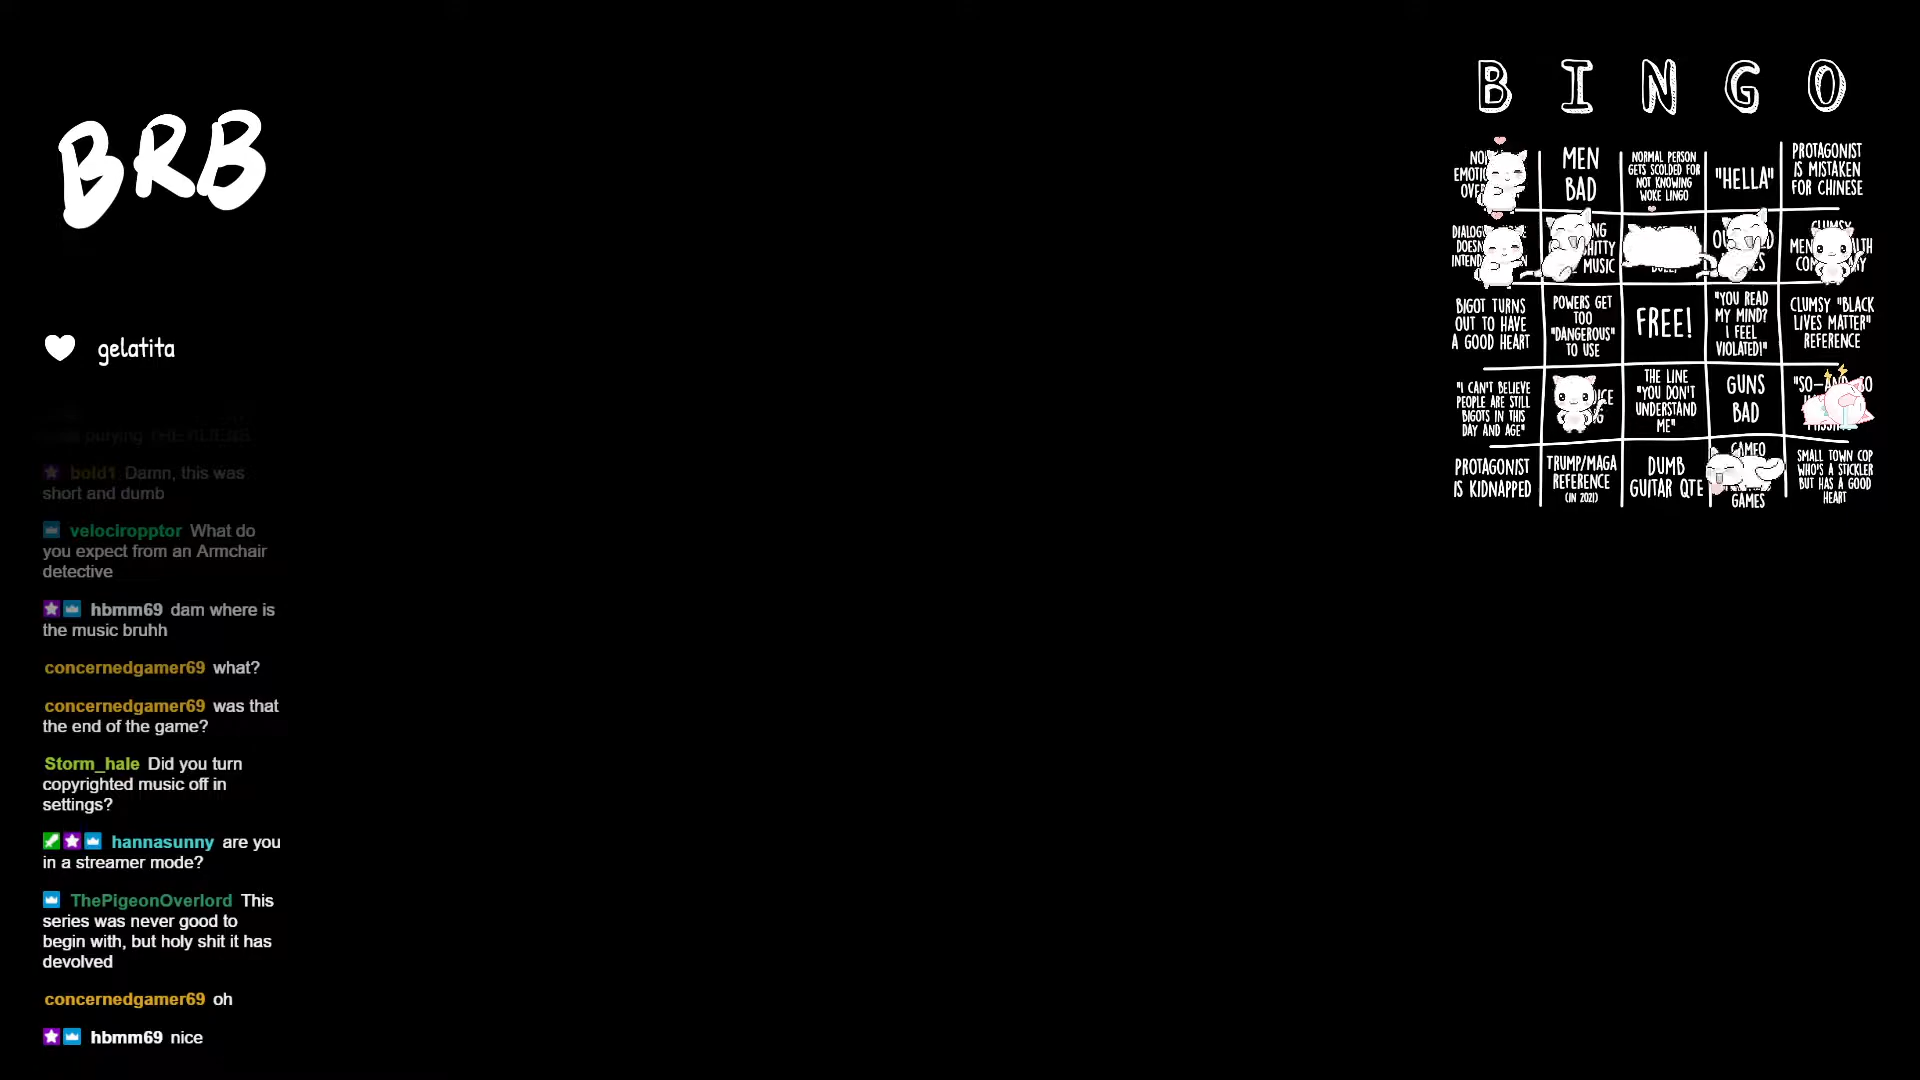 BRB
gelatita
bold1 Damn, this was
short and dumb
velociropptor What do
you expect from an Armchair
detective
hbmm69 dam where is
the music bruhh
concernedgamer69 what?
concernedgamer69 was that
the end of the game?
Storm_hale Did you turn
copyrighted music off in
settings?
hannasunny are you
in a streamer mode?
ThePigeonOverlord This
series was never good to
begin with, but holy shit it has
devolved
concernedgamer69 oh
hbmm69 nice
B I N G O
MEN
BAD
NORMAL PERSON
GETS SCOLDED FOR
NOT KNOWING
WOKE LINGO
"HELLA"
PROTAGONIST
IS MISTAKEN
FOR CHINESE
MUSIC
BIGOT TURNS
OUT TO HAVE
A GOOD HEART
POWERS GET
TOO
"DANGEROUS"
TO USE
FREE!
"YOU READ
MY MIND?
I FEEL
VIOLATED!"
CLUMSY "BLACK
LIVES MATTER"
REFERENCE
"I CAN'T BELIEVE
PEOPLE ARE STILL
BIGOTS IN THIS
DAY AND AGE"
THE LINE
"YOU DON'T
UNDERSTAND
ME"
GUNS
BAD
PROTAGONIST
IS KIDNAPPED
TRUMP/MAGA
REFERENCE
(IN 2021)
DUMB
GUITAR QTE
CAMEO
GAMES
SMALL TOWN COP
WHO'S A STICKLER
BUT HAS A GOOD
HEART